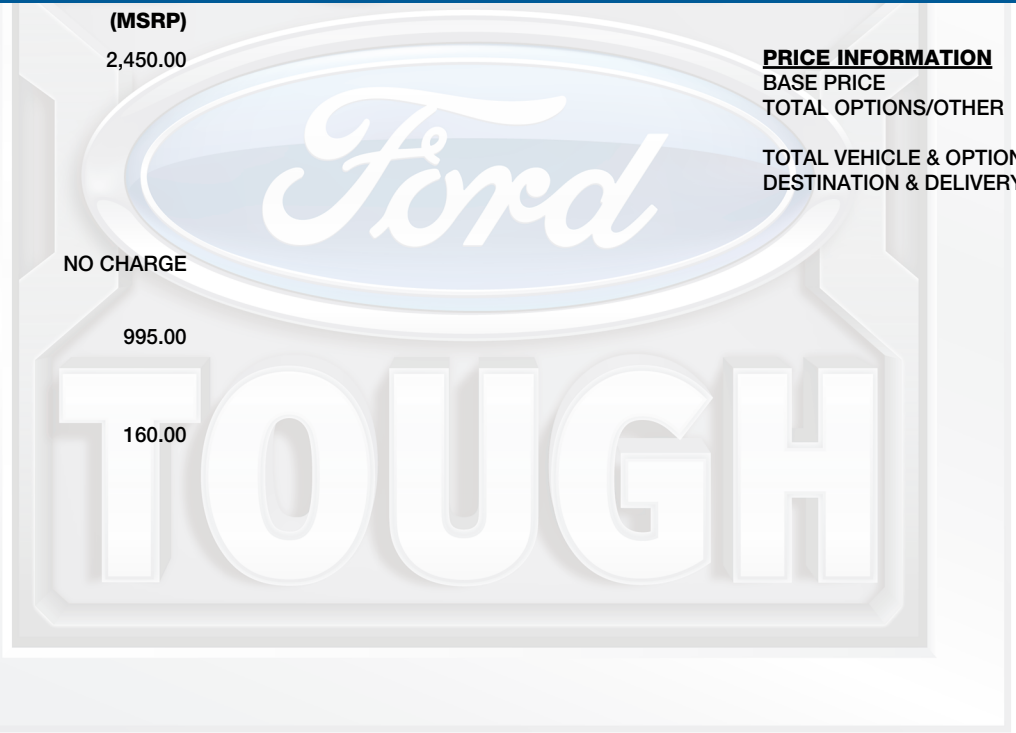 (MSRP)
2,450.00
NO CHARGE
995.00
160.00
PRICE INFORMATION
BASE PRICE
TOTAL OPTIONS/OTHER
TOTAL VEHICLE & OPTION
DESTINATION & DELIVERY
Ford
TOUGH